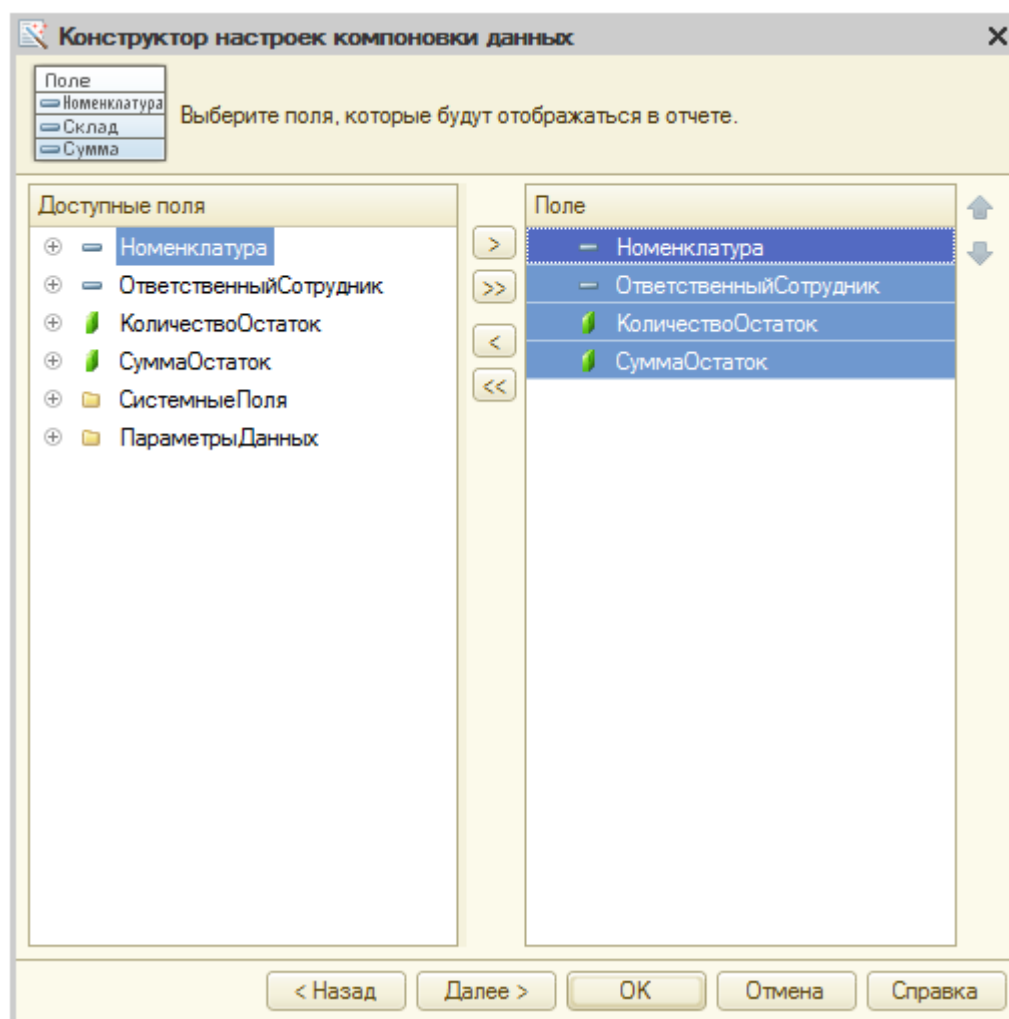 Конструктор настроек компоновки данных
Поле
Номенклатура
Склад
Сумма
Выберите поля, которые будут отображаться в отчете.
Доступные поля
Номенклатура
ОтветственныйСотрудник
КоличествоОстаток
СуммаОстаток
СистемныеПоля
ПараметрыДанных
>
>>
<
<<
Поле
Номенклатура
ОтветственныйСотрудник
КоличествоОстаток
СуммаОстаток
< Назад
Далее >
OK
Отмена
Справка